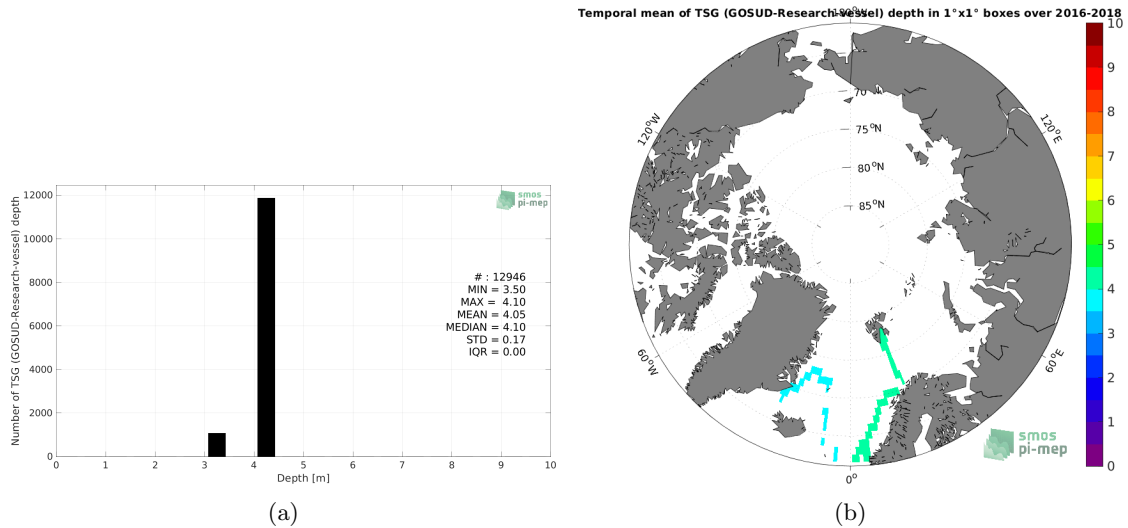 Temporal mean of TSG (GOSUD-Research-vessel) depth in 1°x1° boxes over 2016-2018
Number of TSG (GOSUD-Research-vessel) depth
12000
10000
8000
6000
4000
2000
0
smos
pi-mep
# : 12946
MIN = 3.50
MAX = 4.10
MEAN = 4.05
MEDIAN = 4.10
STD = 0.17
IQR = 0.00
0 1 2 3 4 5 6 7 8 9 10
Depth [m]
(a)
180°W
120°W
120°E
70
75°N
80°N
85°N
60°W
60°E
0°
smos
pi-mep
10
9
8
7
6
5
4
3
2
1
0
(b)